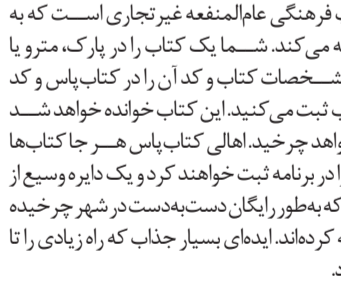 فرهنگی عام‌المنفعه غیرتجاری است که به
می‌کند. شما یک کتاب را در پارک، مترو یا
مشخصات کتاب و کد آن را در کتاب‌پاس و کد
ثبت می‌کنید. این کتاب خوانده خواهد شد
خواهد چرخید. اهالی کتاب‌پاس هر جا کتاب‌ها
را در برنامه ثبت خواهند کرد و یک دایره وسیع از
که به‌طور رایگان دست‌به‌دست در شهر چرخیده
کرده‌اند. ایده‌ای بسیار جذاب که راه زیادی را تا